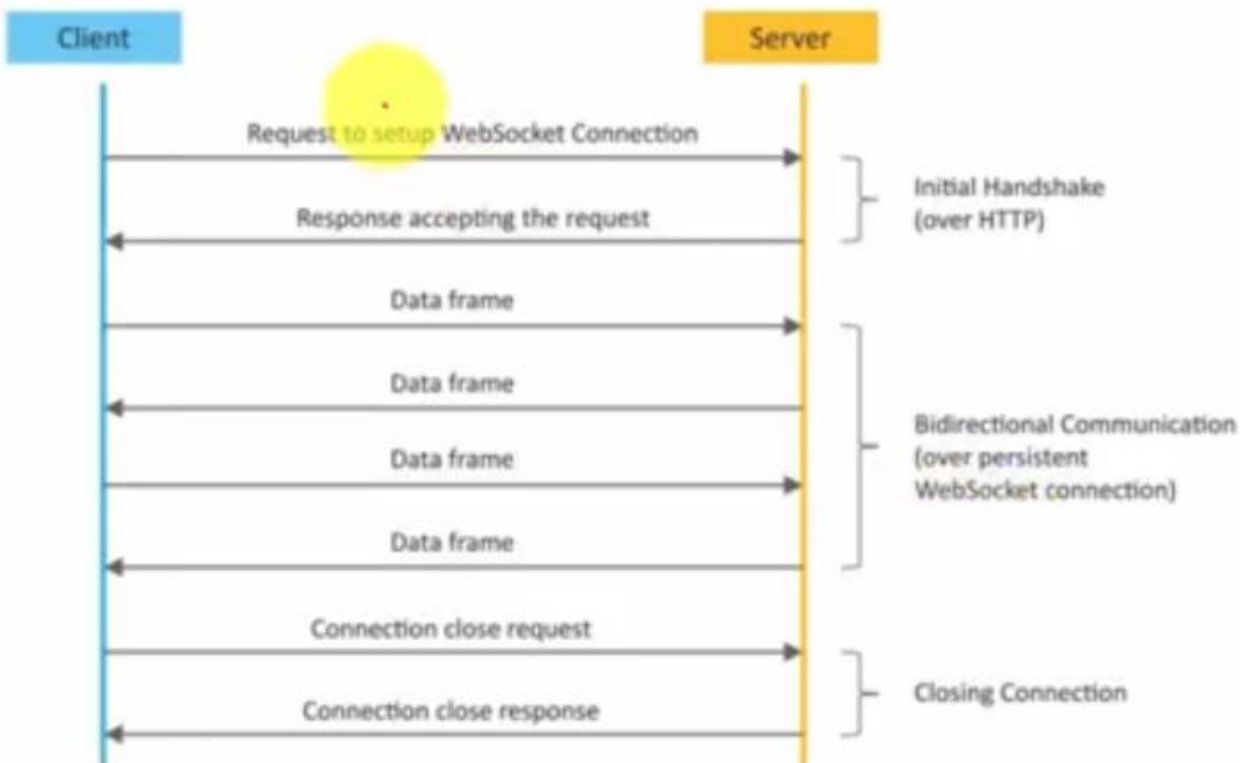 Client
Server
Request to setup WebSocket Connection
Initial Handshake
(over HTTP)
Response accepting the request
Data frame
Data frame
Bidirectional Communication
(over persistent
WebSocket connection)
Data frame
Data frame
Connection close request
Closing Connection
Connection close response